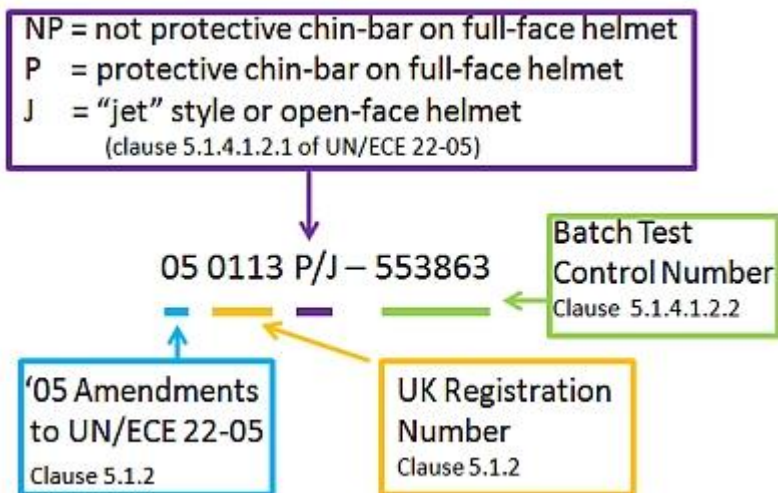 NP = not protective chin-bar on full-face helmet
P = protective chin-bar on full-face helmet
J = "jet" style or open-face helmet
(clause 5.1.4.1.2.1 of UN/ECE 22-05)
05 0113 P/J – 553863
Batch Test
Control Number
Clause 5.1.4.1.2.2
'05 Amendments
to UN/ECE 22-05
Clause 5.1.2
UK Registration
Number
Clause 5.1.2